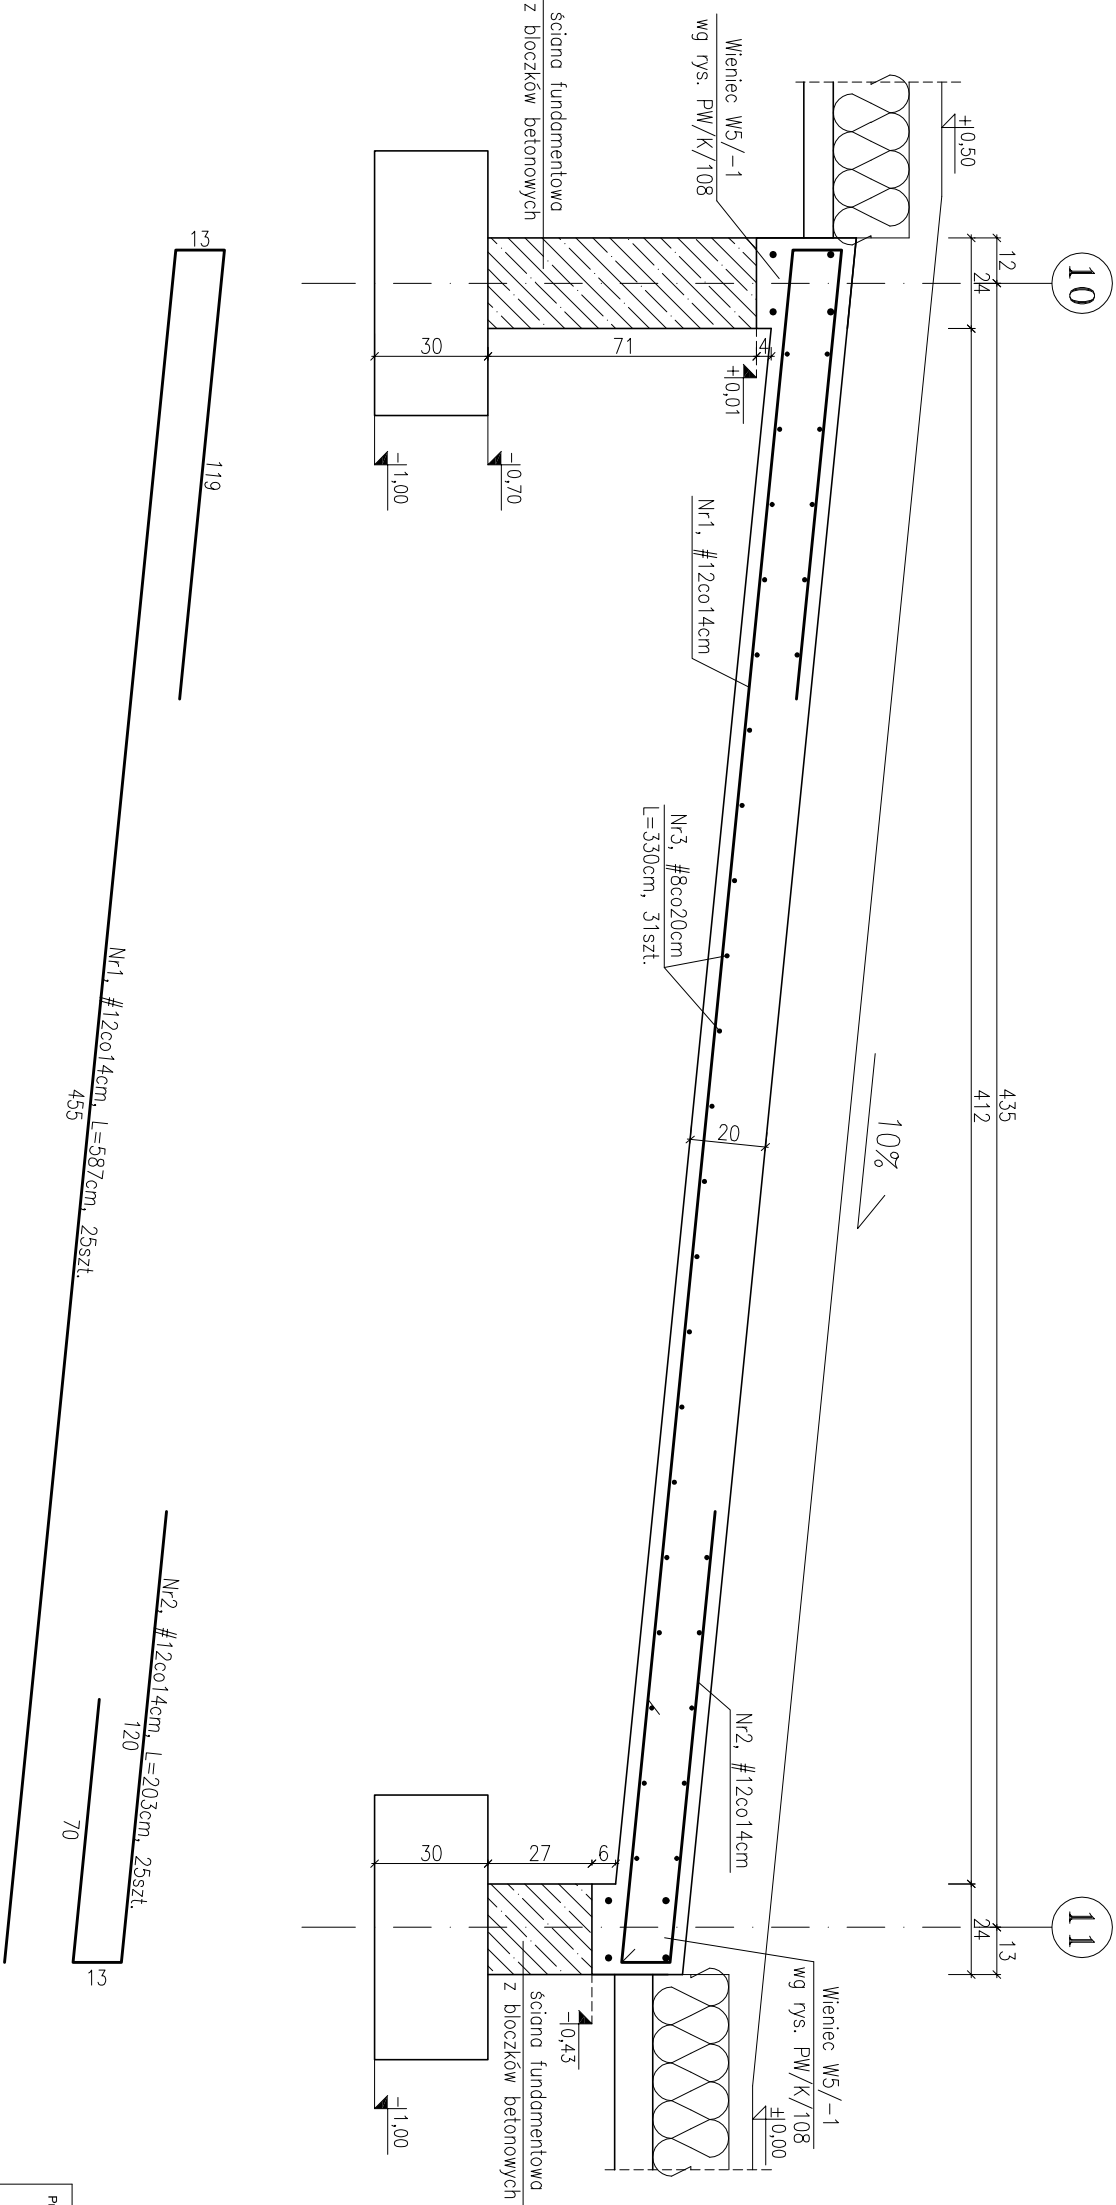 10
11
12
435
13
24
412
24
+0,50
±0,00
10%
Wieniec W5/-1
wg rys. PW/K/108
Wieniec W5/-1
wg rys. PW/K/108
ściana fundamentowa
z bloczków betonowych
ściana fundamentowa
z bloczków betonowych
Nr1, #12co14cm
Nr3, #8co20cm
L=330cm, 31szt.
Nr2, #12co14cm
20
4
+0,01
71
30
-0,70
-1,00
6
27
30
-0,43
-1,00
13
119
Nr1, #12co14cm, L=587cm, 25szt.
455
Nr2, #12co14cm, L=203cm, 25szt.
120
70
13